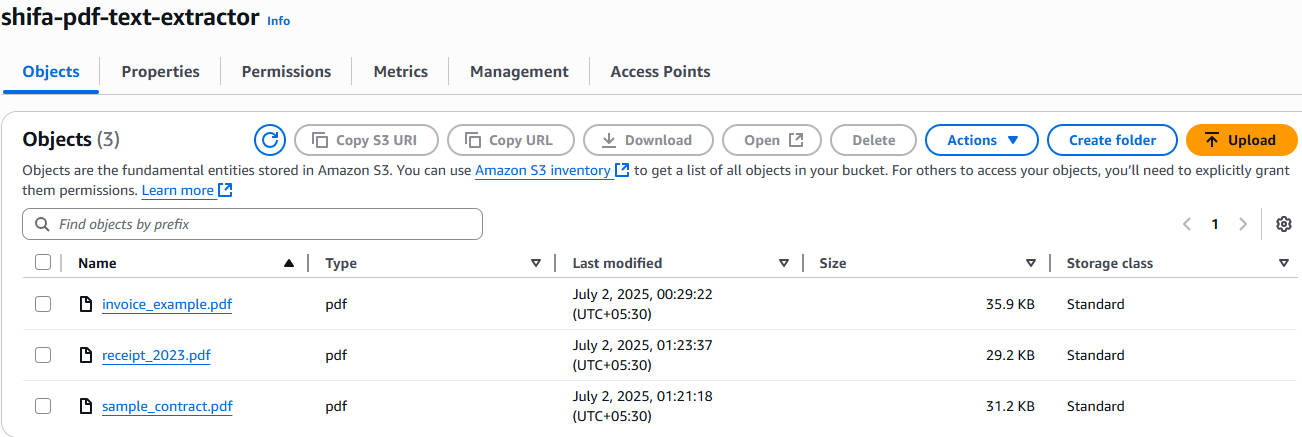 shifa-pdf-text-extractor Info
Objects Properties Permissions Metrics Management Access Points
Objects (3) Copy S3 URI Copy URL Download Open Delete Actions Create folder Upload
Objects are the fundamental entities stored in Amazon S3. You can use Amazon S3 inventory to get a list of all objects in your bucket. For others to access your objects, you'll need to explicitly grant
them permissions. Learn more
Find objects by prefix 1
Name Type Last modified Size Storage class
invoice_example.pdf pdf July 2, 2025, 00:29:22 (UTC+05:30) 35.9 KB Standard
receipt_2023.pdf pdf July 2, 2025, 01:23:37 (UTC+05:30) 29.2 KB Standard
sample_contract.pdf pdf July 2, 2025, 01:21:18 (UTC+05:30) 31.2 KB Standard